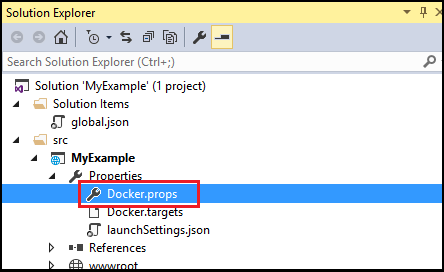 Solution Explorer
Search Solution Explorer (Ctrl+;)
Solution 'MyExample' (1 project)
Solution Items
global.json
src
MyExample
Properties
Docker.props
Docker.targets
launchSettings.json
References
wwwroot